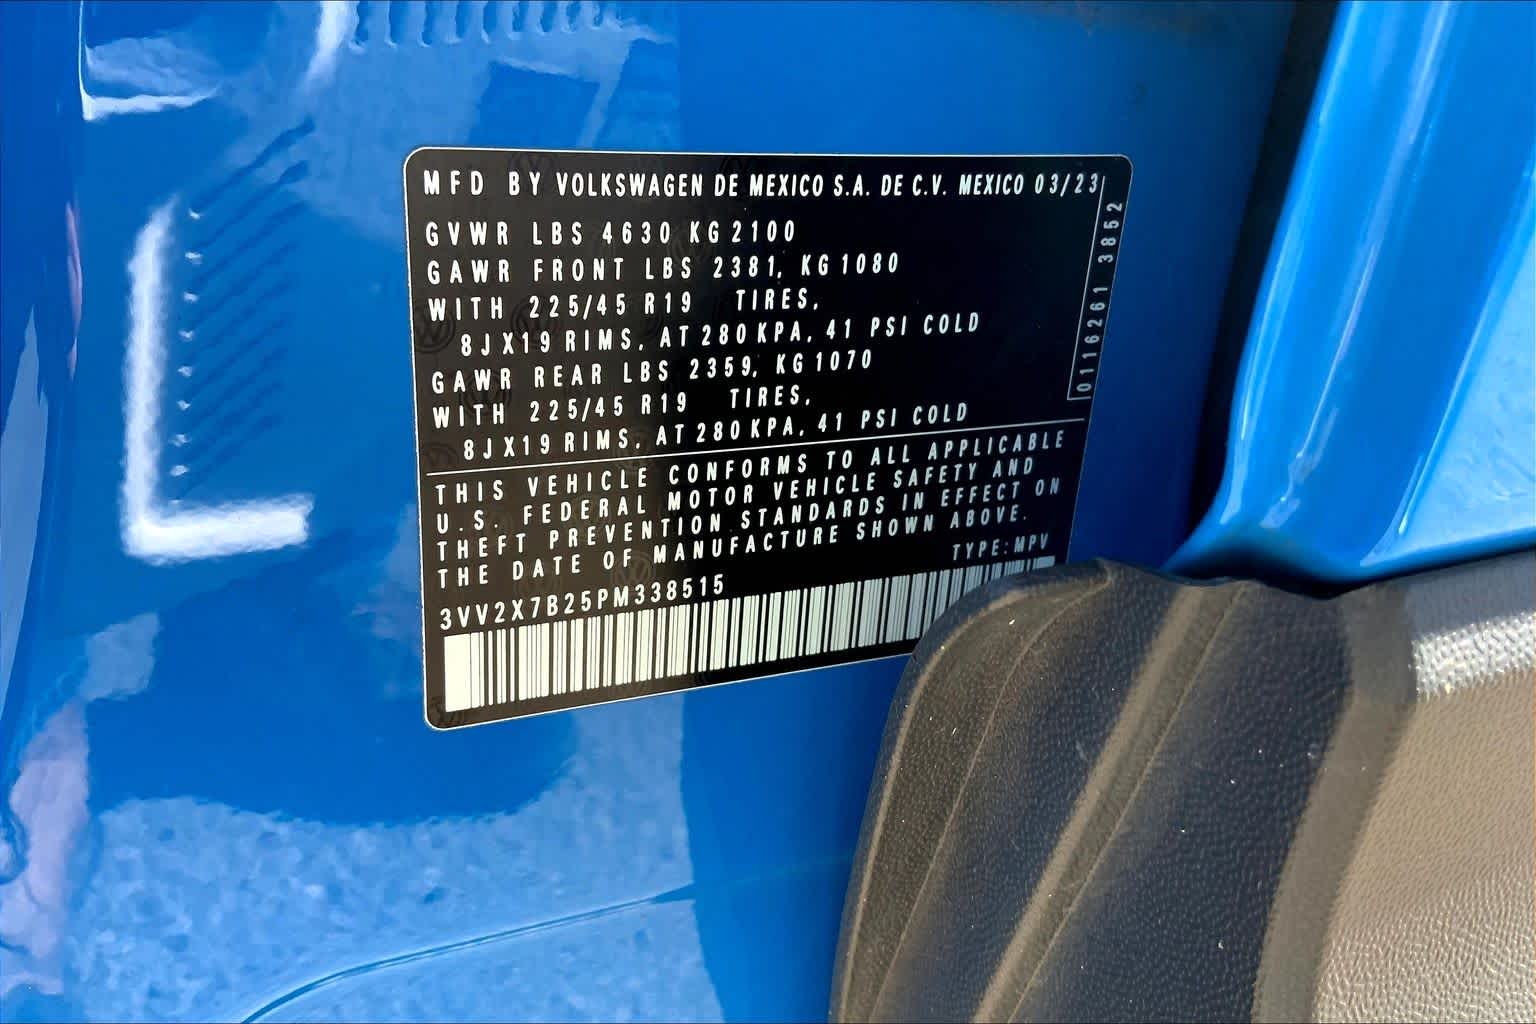 MFD BY VOLKSWAGEN DE MEXICO S.A. DE C.V. MEXICO 03/23
GVWR LBS 4630 KG 2100
GAWR FRONT LBS 2381, KG 1080
WITH 225/45 R19 TIRES,
8JX19 RIMS, AT 280 KPA, 41 PSI COLD
GAWR REAR LBS 2359, KG 1070
WITH 225/45 R19 TIRES,
8JX19 RIMS, AT 280 KPA, 41 PSI COLD
0116261 3852
THIS VEHICLE CONFORMS TO ALL APPLICABLE
U.S. FEDERAL MOTOR VEHICLE SAFETY AND
THEFT PREVENTION STANDARDS IN EFFECT ON
THE DATE OF MANUFACTURE SHOWN ABOVE.
TYPE:MPV
3VV2X7B25PM338515